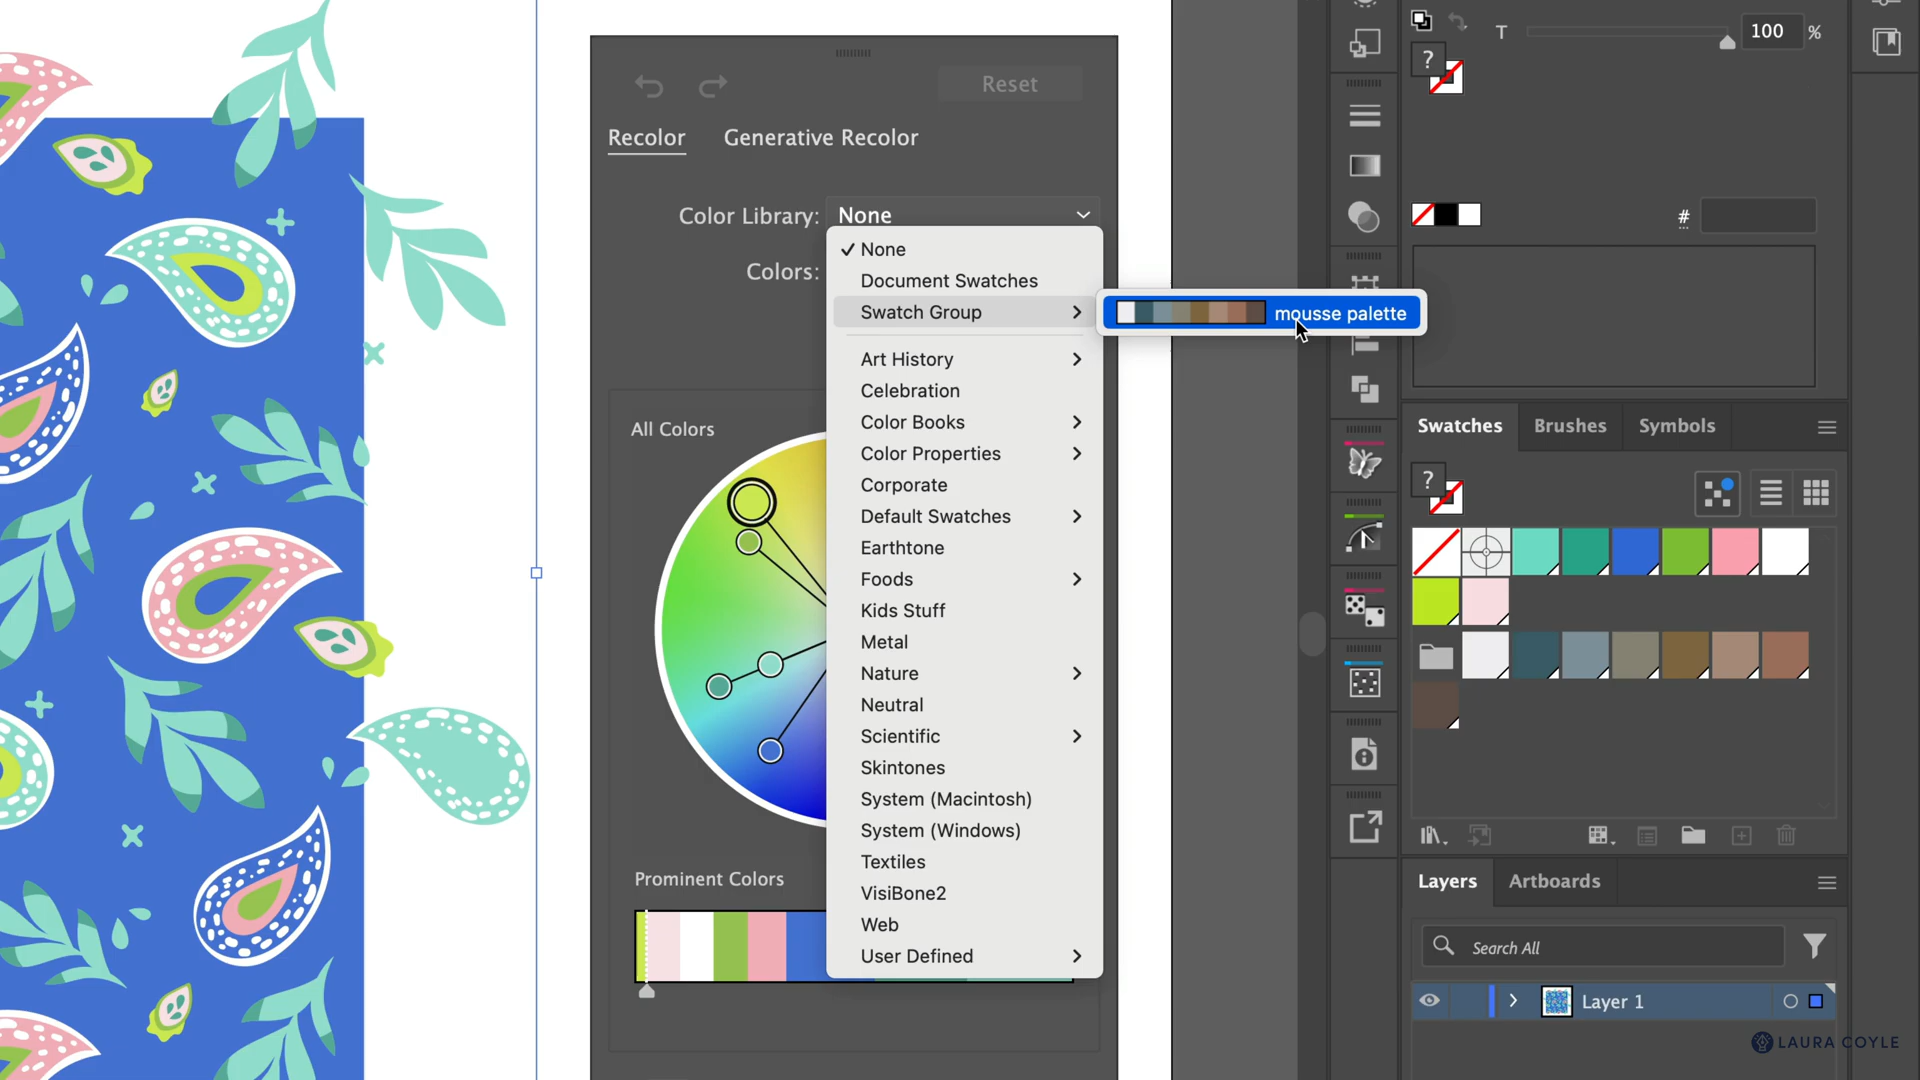 Reset
Recolor
Generative Recolor
Color Library:
None
Colors:
✓ None
Document Swatches
Swatch Group
mousse palette
Art History
Celebration
Color Books
Color Properties
Corporate
Default Swatches
Earthtone
Foods
Kids Stuff
Metal
Nature
Neutral
Scientific
Skintones
System (Macintosh)
System (Windows)
Textiles
VisiBone2
Web
User Defined
All Colors
Prominent Colors
T
100 %
?
#
Swatches
Brushes
Symbols
?
Layers
Artboards
Search All
Layer 1
LAURA COYLE